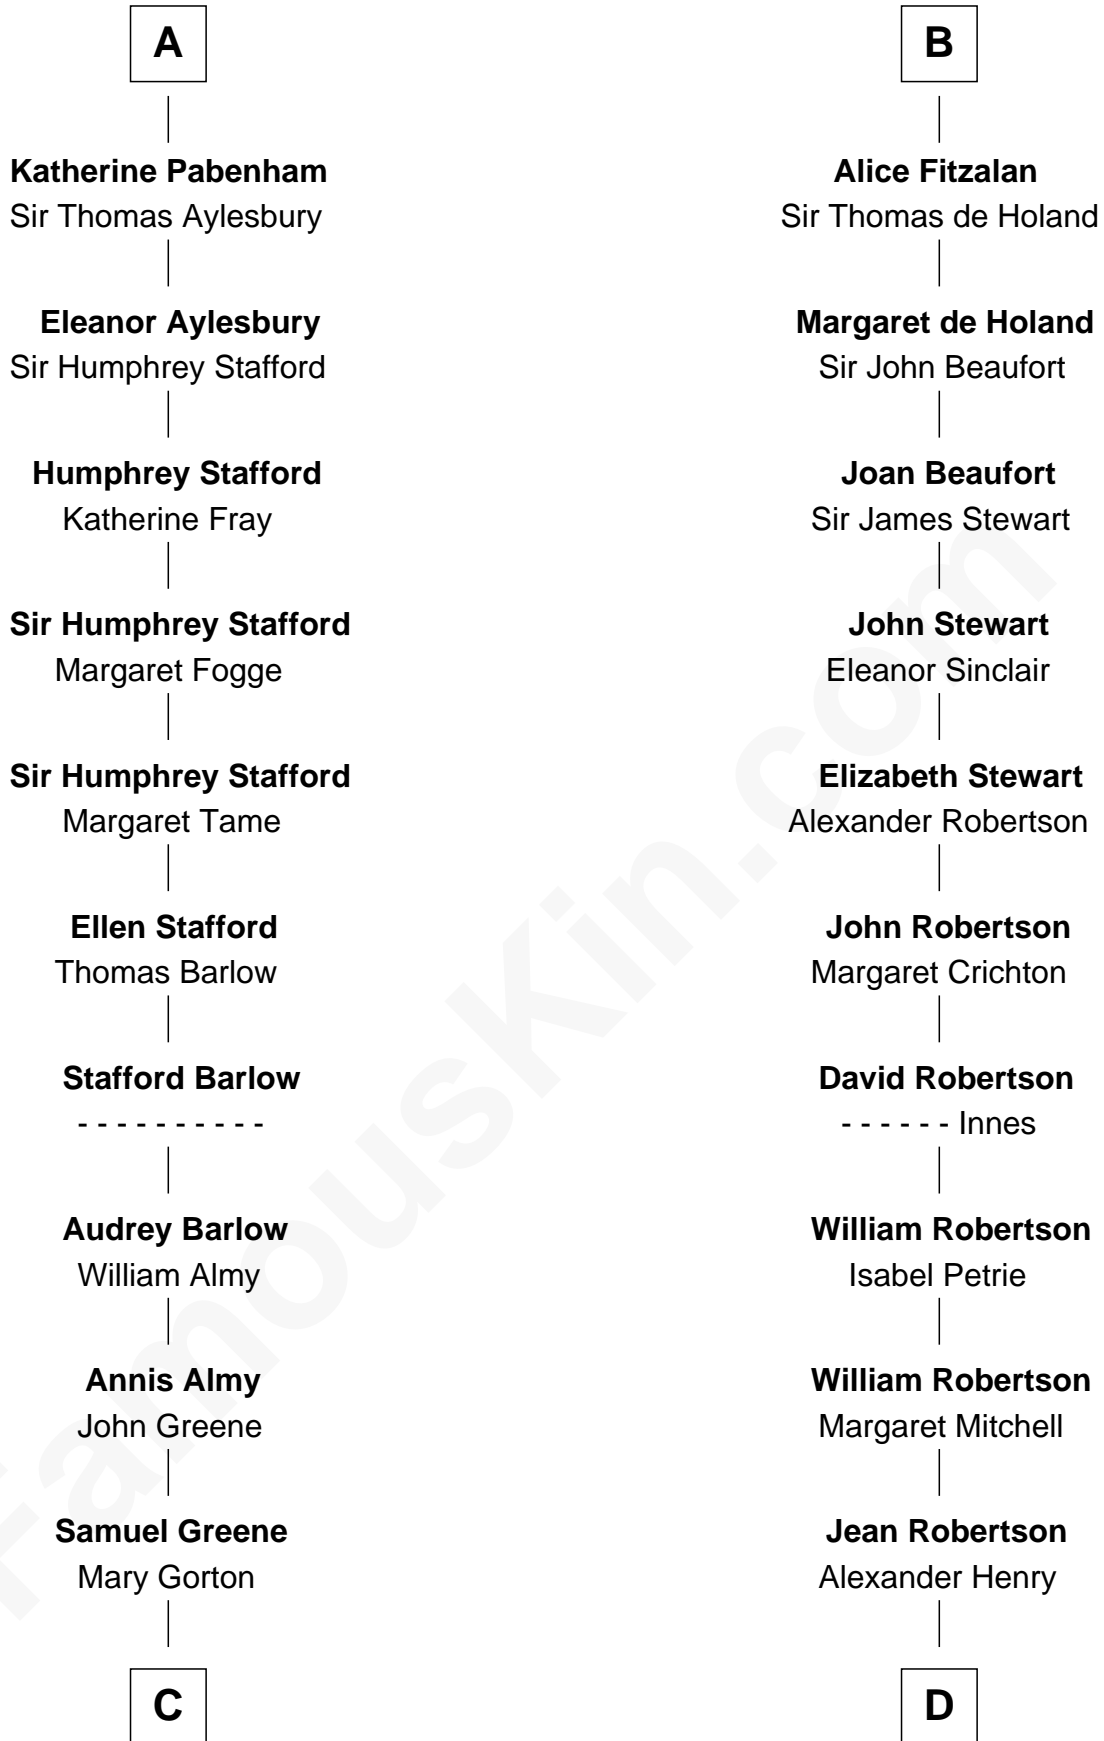 A
Katherine Pabenham
Sir Thomas Aylesbury
Eleanor Aylesbury
Sir Humphrey Stafford
Humphrey Stafford
Katherine Fray
Sir Humphrey Stafford
Margaret Fogge
Sir Humphrey Stafford
Margaret Tame
Ellen Stafford
Thomas Barlow
Stafford Barlow
- - - - - - - - - -
Audrey Barlow
William Almy
Annis Almy
John Greene
Samuel Greene
Mary Gorton
C
B
Alice Fitzalan
Sir Thomas de Holand
Margaret de Holand
Sir John Beaufort
Joan Beaufort
Sir James Stewart
John Stewart
Eleanor Sinclair
Elizabeth Stewart
Alexander Robertson
John Robertson
Margaret Crichton
David Robertson
- - - - - - Innes
William Robertson
Isabel Petrie
William Robertson
Margaret Mitchell
Jean Robertson
Alexander Henry
D
FamousKin.com